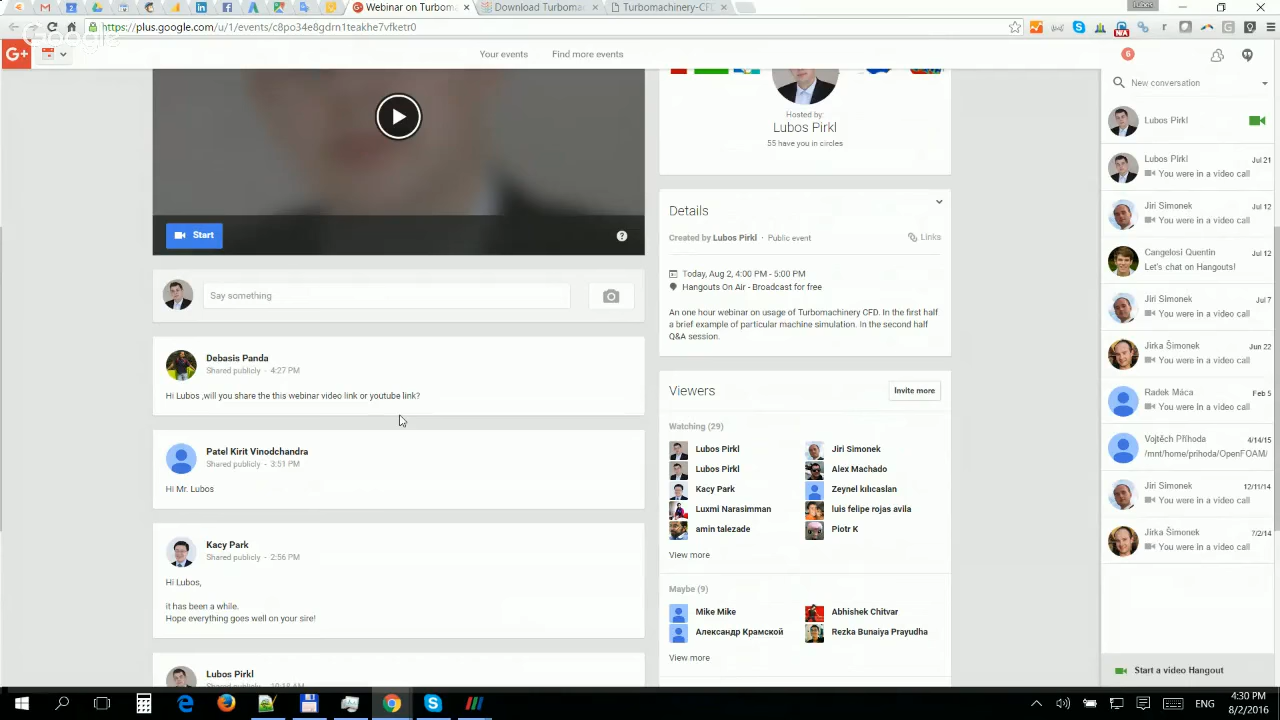 Webinar on Turbomach
Download Turbomac
Turbomachinery-CFD
lubos
https://plus.google.com/u/1/events/c8po34e8gdrn1teakhe7vfketr0
N/A
Google
G+
Your events
Find more events
6
New conversation
Lubos Pirkl
Lubos Pirkl
Jul 21
You were in a video call
Jiri Simonek
Jul 12
You were in a video call
Cangelosi Quentin
Jul 12
Let's chat on Hangouts!
Jiri Simonek
Jul 7
You were in a video call
Jirka Šimonek
Jun 22
You were in a video call
Radek Máca
Feb 5
You were in a video call
Vojtěch Příhoda
4/14/15
/mnt/home/prihoda/OpenFOAM/
Jiri Simonek
12/11/14
You were in a video call
Jirka Šimonek
7/2/14
You were in a video call
Start a video Hangout
Start
?
Say something
Debasis Panda
Shared publicly - 4:27 PM
Hi Lubos ,will you share the this webinar video link or youtube link?
Patel Kirit Vinodchandra
Shared publicly - 3:51 PM
Hi Mr. Lubos
Kacy Park
Shared publicly - 2:56 PM
Hi Lubos,
it has been a while.
Hope everything goes well on your sire!
Lubos Pirkl
Shared publicly - 10:18 AM
Hosted by:
Lubos Pirkl
55 have you in circles
Details
Created by Lubos Pirkl · Public event
Links
Today, Aug 2, 4:00 PM - 5:00 PM
Hangouts On Air - Broadcast for free
An one hour webinar on usage of Turbomachinery CFD. In the first half
a brief example of particular machine simulation. In the second half
Q&A session.
Viewers
Invite more
Watching (29)
Lubos Pirkl
Jiri Simonek
Lubos Pirkl
Alex Machado
Kacy Park
Zeynel kılıcaslan
Luxmi Narasimman
luis felipe rojas avila
amin talezade
Piotr K
View more
Maybe (9)
Mike Mike
Abhishek Chitvar
Александр Крамской
Rezka Bunaiya Prayudha
View more
ENG
4:30 PM
8/2/2016